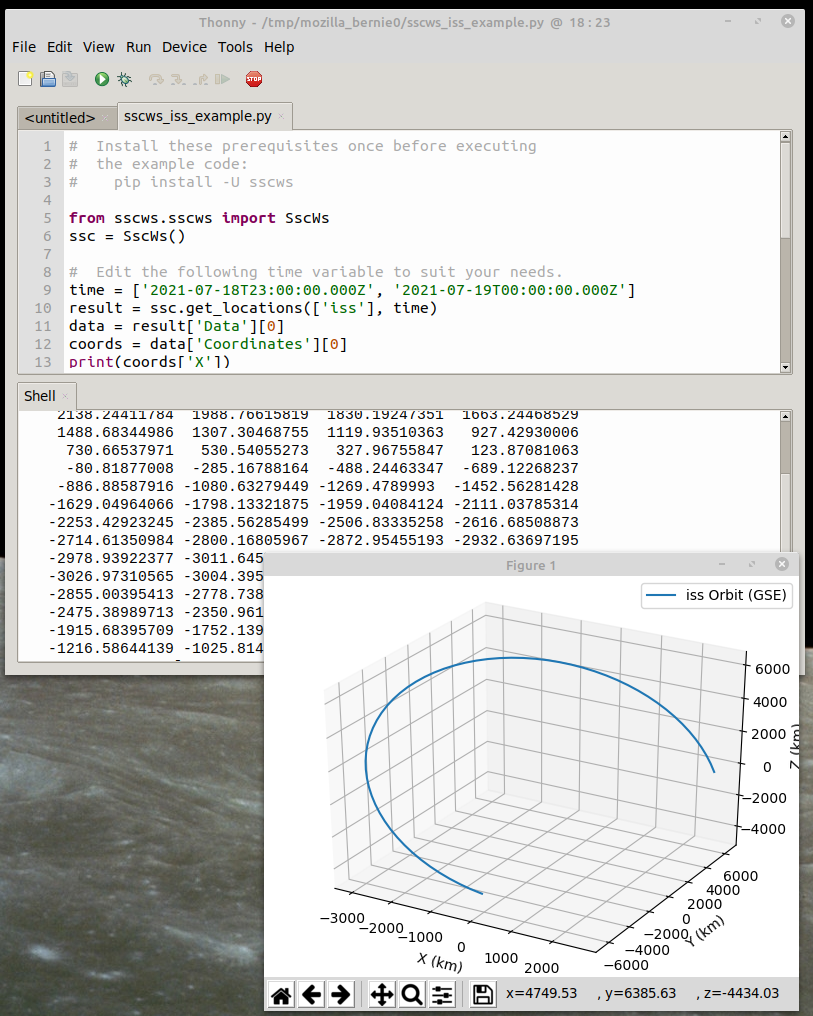 Thonny - /tmp/mozilla_bernie0/sscws_iss_example.py @ 18:23
File Edit View Run Device Tools Help
STOP
<untitled>
sscws_iss_example.py
1 #  Install these prerequisites once before executing
2 #  the example code:
3 #    pip install -U sscws
4
5 from sscws.sscws import SscWs
6 ssc = SscWs()
7
8 #  Edit the following time variable to suit your needs.
9 time = ['2021-07-18T23:00:00.000Z', '2021-07-19T00:00:00.000Z']
10 result = ssc.get_locations(['iss'], time)
11 data = result['Data'][0]
12 coords = data['Coordinates'][0]
13 print(coords['X'])
Shell
2138.24411784 1988.76615819 1830.19247351 1663.24468529
1488.68344986 1307.30468755 1119.93510363 927.42930006
730.66537971 530.54055273 327.96755847 123.87081063
-80.81877008 -285.16788164 -488.24463347 -689.12268237
-886.88587916 -1080.63279449 -1269.4789993 -1452.56281428
-1629.04964066 -1798.13321875 -1959.04084124 -2111.03785314
-2253.42923245 -2385.56285499 -2506.83335258 -2616.68508873
-2714.61350984 -2800.16805967 -2872.95455193 -2932.63697195
-2978.93922377 -3011.645
-3026.97310565 -3004.395
-2855.00395413 -2778.738
-2475.38989713 -2350.961
-1915.68395709 -1752.139
-1216.58644139 -1025.814
Figure 1
iss Orbit (GSE)
6000
4000
2000
0
−2000
−4000
Z (km)
6000
4000
2000
0
−2000
−4000
−6000
Y (km)
−3000
−2000
−1000
0
1000
2000
X (km)
x=4749.53 , y=6385.63 , z=-4434.03